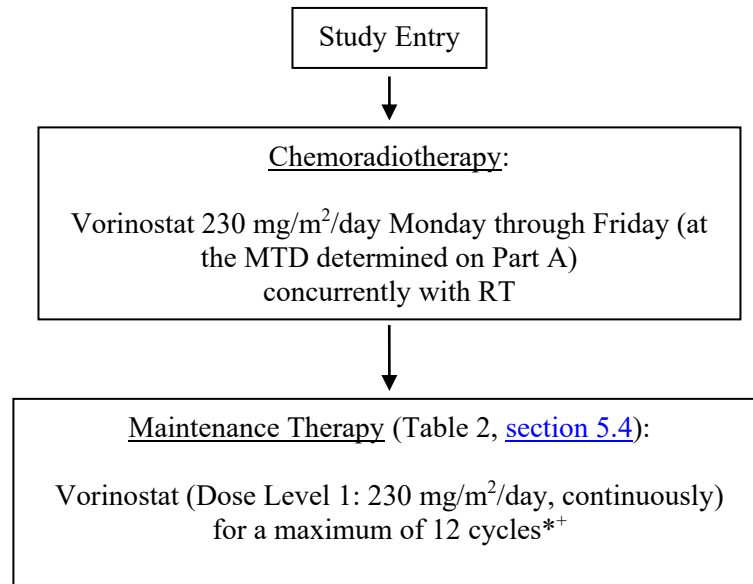 Study Entry
Chemoradiotherapy:
Vorinostat 230 mg/m²/day Monday through Friday (at
the MTD determined on Part A)
concurrently with RT
Maintenance Therapy (Table 2, section 5.4):
Vorinostat (Dose Level 1: 230 mg/m²/day, continuously)
for a maximum of 12 cycles*⁺